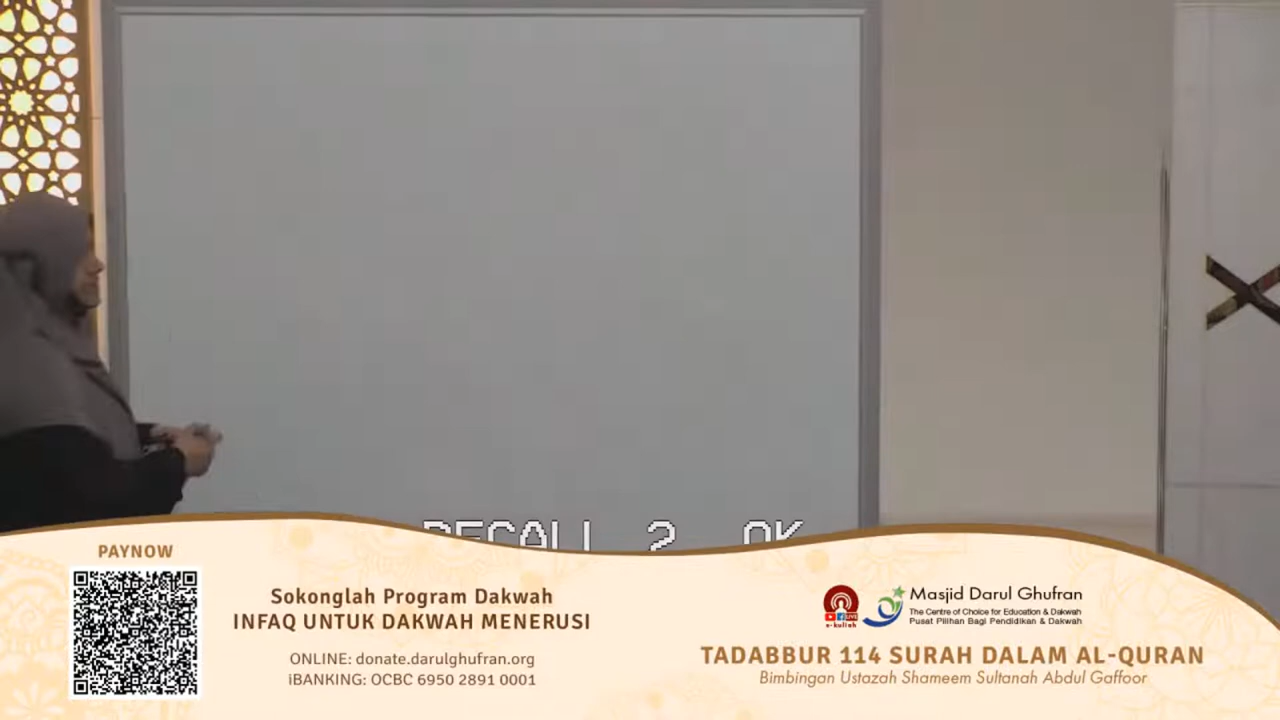 RECALL 2 OK
PAYNOW
Sokonglah Program Dakwah
INFAQ UNTUK DAKWAH MENERUSI
ONLINE: donate.darulghufran.org
iBANKING: OCBC 6950 2891 0001
e-kuliah
Masjid Darul Ghufran
The Centre of Choice for Education & Dakwah
Pusat Pilihan Bagi Pendidikan & Dakwah
TADABBUR 114 SURAH DALAM AL-QURAN
Bimbingan Ustazah Shameem Sultanah Abdul Gaffoor